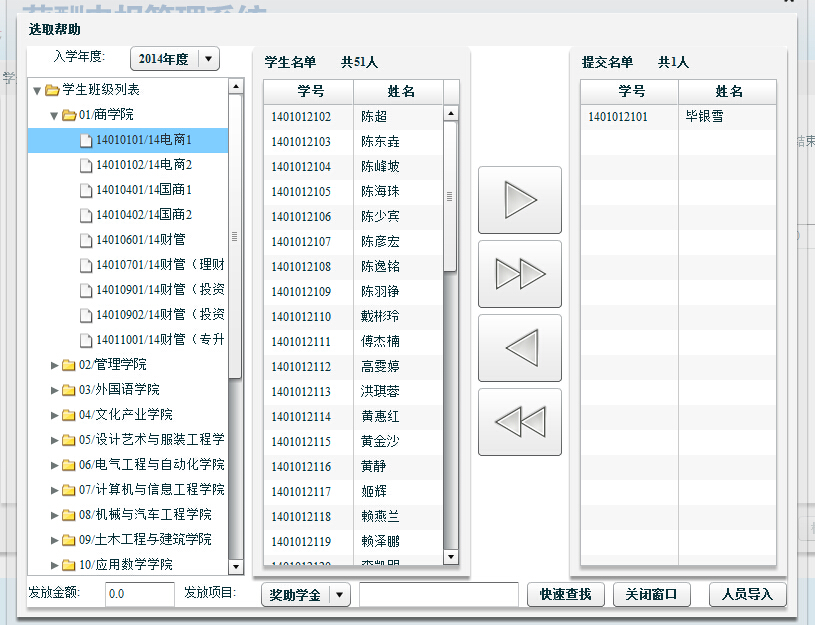 薪酬申报管理系统
选取帮助
入学年度:
2014年度
学生班级列表
01/商学院
14010101/14电商1
14010102/14电商2
14010401/14国商1
14010402/14国商2
14010601/14财管
14010701/14财管（理财
14010901/14财管（投资
14010902/14财管（投资
14011001/14财管（专升
02/管理学院
03/外国语学院
04/文化产业学院
05/设计艺术与服装工程学
06/电气工程与自动化学院
07/计算机与信息工程学院
08/机械与汽车工程学院
09/土木工程与建筑学院
10/应用数学学院
学生名单 共51人
学号 姓名
1401012102 陈超
1401012103 陈东垚
1401012104 陈峰坡
1401012105 陈海珠
1401012106 陈少宾
1401012107 陈彦宏
1401012108 陈逸铭
1401012109 陈羽铮
1401012110 戴彬玲
1401012111 傅杰楠
1401012112 高雯婷
1401012113 洪琪蓉
1401012114 黄惠红
1401012115 黄金沙
1401012116 黄静
1401012117 姬辉
1401012118 赖燕兰
1401012119 赖泽鹏
提交名单 共1人
学号 姓名
1401012101 毕银雪
学
结束
发放金额: 0.0 发放项目: 奖助学金 快速查找 关闭窗口 人员导入